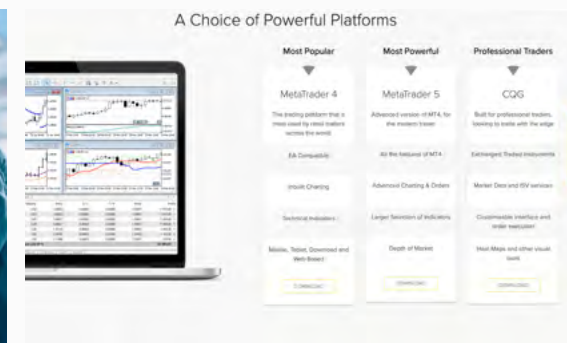 A Choice of Powerful Platforms
Most Popular
Most Powerful
Professional Traders
MetaTrader 4
MetaTrader 5
CQG
The trading platform that is
most used by retail traders
across the world
Advanced version of MT4, for
the modern trader
Built for professional traders,
looking to trade with the edge
EA Compatible
All the features of MT4
Exchanged Traded Instruments
Inbuilt Charting
Advanced Charting & Orders
Market Data and ISV services
Technical Indicators
Larger Selection of Indicators
Customisable interface and
order execution
Mobile, Tablet, Download and
Web Based
Depth of Market
Heat Maps and other visual
tools
DOWNLOAD
DOWNLOAD
DOWNLOAD